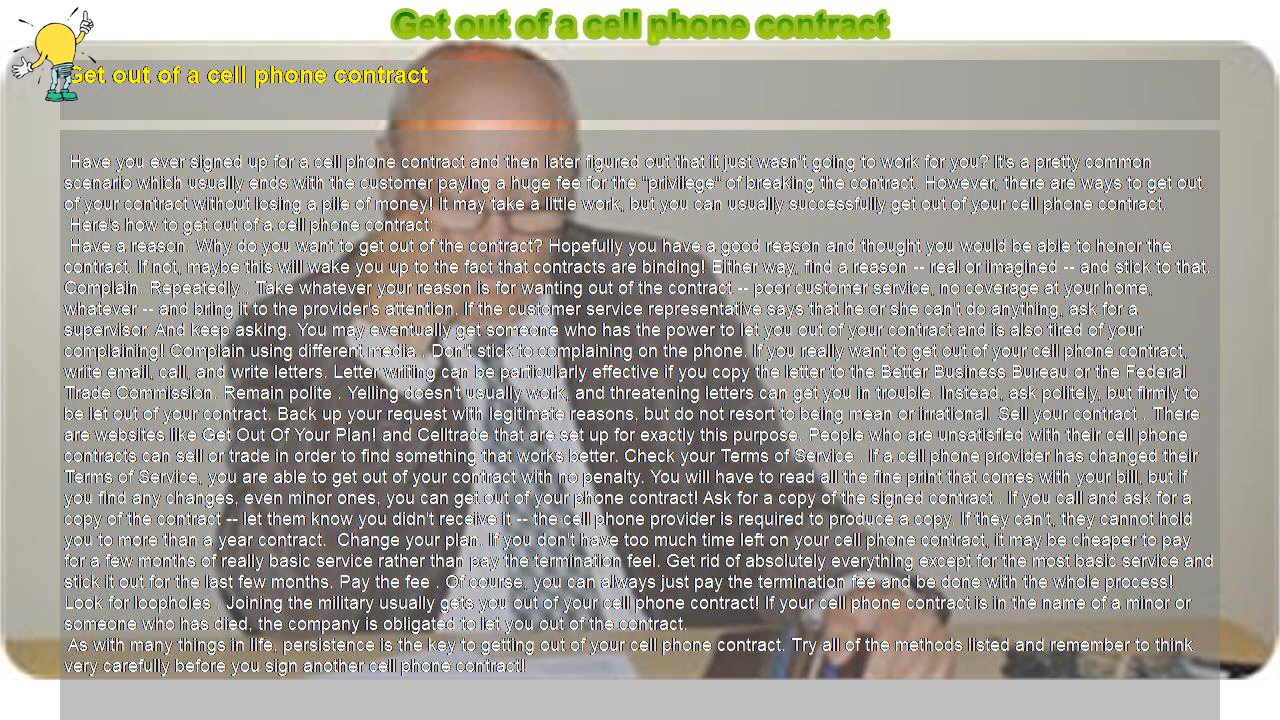 Get out of a cell phone contract
Get out of a cell phone contract
Have you ever signed up for a cell phone contract and then later figured out that it just wasn't going to work for you? It's a pretty common
scenario which usually ends with the customer paying a huge fee for the "privilege" of breaking the contract. However, there are ways to get out
of your contract without losing a pile of money! It may take a little work, but you can usually successfully get out of your cell phone contract.
Here's how to get out of a cell phone contract:
Have a reason. Why do you want to get out of the contract? Hopefully you have a good reason and thought you would be able to honor the
contract. If not, maybe this will wake you up to the fact that contracts are binding! Either way, find a reason -- real or imagined -- and stick to that.
Complain. Repeatedly . Take whatever your reason is for wanting out of the contract -- poor customer service, no coverage at your home,
whatever -- and bring it to the provider's attention. If the customer service representative says that he or she can't do anything, ask for a
supervisor. And keep asking. You may eventually get someone who has the power to let you out of your contract and is also tired of your
complaining! Complain using different media . Don't stick to complaining on the phone. If you really want to get out of your cell phone contract,
write email, call, and write letters. Letter writing can be particularly effective if you copy the letter to the Better Business Bureau or the Federal
Trade Commission. Remain polite . Yelling doesn't usually work, and threatening letters can get you in trouble. Instead, ask politely, but firmly to
be let out of your contract. Back up your request with legitimate reasons, but do not resort to being mean or irrational. Sell your contract . There
are websites like Get Out Of Your Plan! and Celltrade that are set up for exactly this purpose. People who are unsatisfied with their cell phone
contracts can sell or trade in order to find something that works better. Check your Terms of Service . If a cell phone provider has changed their
Terms of Service, you are able to get out of your contract with no penalty. You will have to read all the fine print that comes with your bill, but if
you find any changes, even minor ones, you can get out of your phone contract! Ask for a copy of the signed contract . If you call and ask for a
copy of the contract -- let them know you didn't receive it -- the cell phone provider is required to produce a copy. If they can't, they cannot hold
you to more than a year contract.  Change your plan. If you don't have too much time left on your cell phone contract, it may be cheaper to pay
for a few months of really basic service rather than pay the termination feel. Get rid of absolutely everything except for the most basic service and
stick it out for the last few months. Pay the fee . Of course, you can always just pay the termination fee and be done with the whole process!
Look for loopholes . Joining the military usually gets you out of your cell phone contract! If your cell phone contract is in the name of a minor or
someone who has died, the company is obligated to let you out of the contract.
As with many things in life, persistence is the key to getting out of your cell phone contract. Try all of the methods listed and remember to think
very carefully before you sign another cell phone contract!